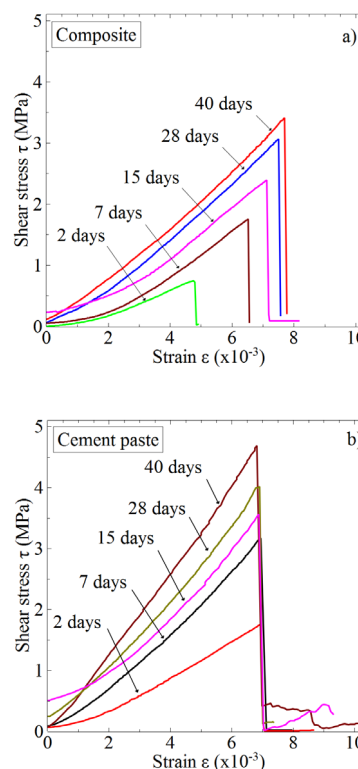 5
Composite
a)
4
40 days
Shear stress τ (MPa)
28 days
3
15 days
2
7 days
2 days
1
0
0 2 4 6 8 10
Strain ε (x10-3)
5
Cement paste
b)
40 days
4
28 days
Shear stress τ (MPa)
3
15 days
7 days
2
2 days
1
0
0 2 4 6 8 10
Strain ε (x10-3)